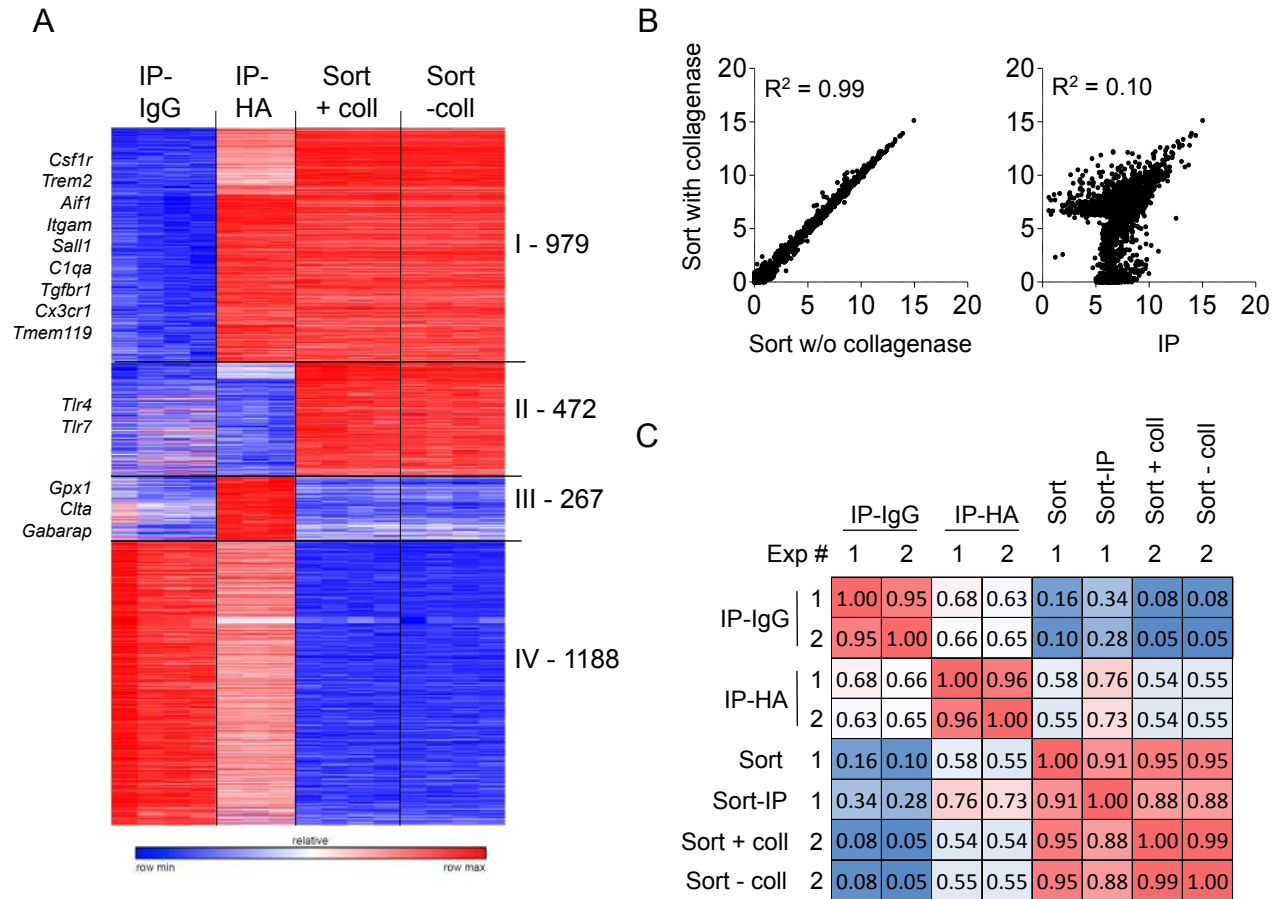 A
IP-
IgG
IP-
HA
Sort
+ coll
Sort
-coll
Csf1r
Trem2
Aif1
Itgam
Sall1
C1qa
Tgfbr1
Cx3cr1
Tmem119
I - 979
Tlr4
Tlr7
II - 472
Gpx1
Clta
Gabarap
III - 267
IV - 1188
relative
row min row max
B
Sort with collagenase
20
15
10
5
0
R² = 0.99
0 5 10 15 20
Sort w/o collagenase
20
15
10
5
0
R² = 0.10
0 5 10 15 20
IP
C
IP-IgG IP-HA Sort Sort-IP Sort + coll Sort - coll
Exp # 1 2 1 2 1 1 2 2
IP-IgG
1 1.00 0.95 0.68 0.63 0.16 0.34 0.08 0.08
2 0.95 1.00 0.66 0.65 0.10 0.28 0.05 0.05
IP-HA
1 0.68 0.66 1.00 0.96 0.58 0.76 0.54 0.55
2 0.63 0.65 0.96 1.00 0.55 0.73 0.54 0.55
Sort 1 0.16 0.10 0.58 0.55 1.00 0.91 0.95 0.95
Sort-IP 1 0.34 0.28 0.76 0.73 0.91 1.00 0.88 0.88
Sort + coll 2 0.08 0.05 0.54 0.54 0.95 0.88 1.00 0.99
Sort - coll 2 0.08 0.05 0.55 0.55 0.95 0.88 0.99 1.00